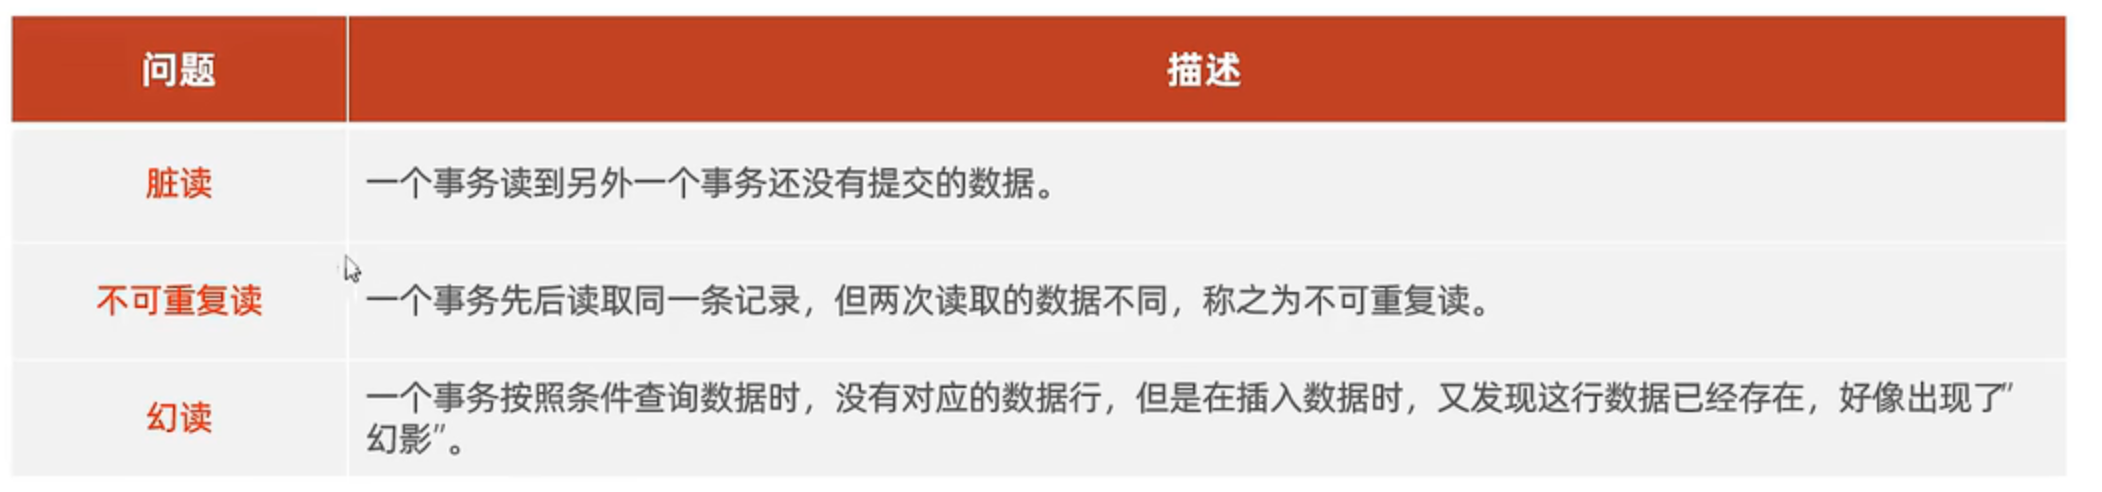 问题 描述
脏读 一个事务读到另外一个事务还没有提交的数据。
不可重复读 一个事务先后读取同一条记录，但两次读取的数据不同，称之为不可重复读。
幻读 一个事务按照条件查询数据时，没有对应的数据行，但是在插入数据时，又发现这行数据已经存在，好像出现了”
幻影”。